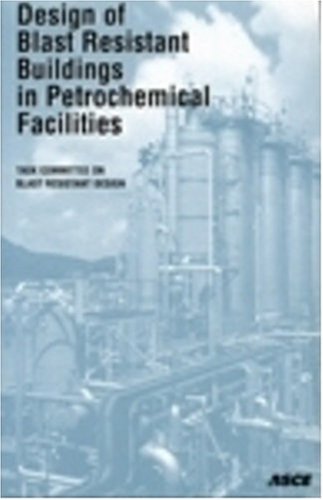 Design of
Blast Resistant
Buildings
in Petrochemical
Facilities
TASK COMMITTEE ON
BLAST RESISTANT DESIGN
ASCE